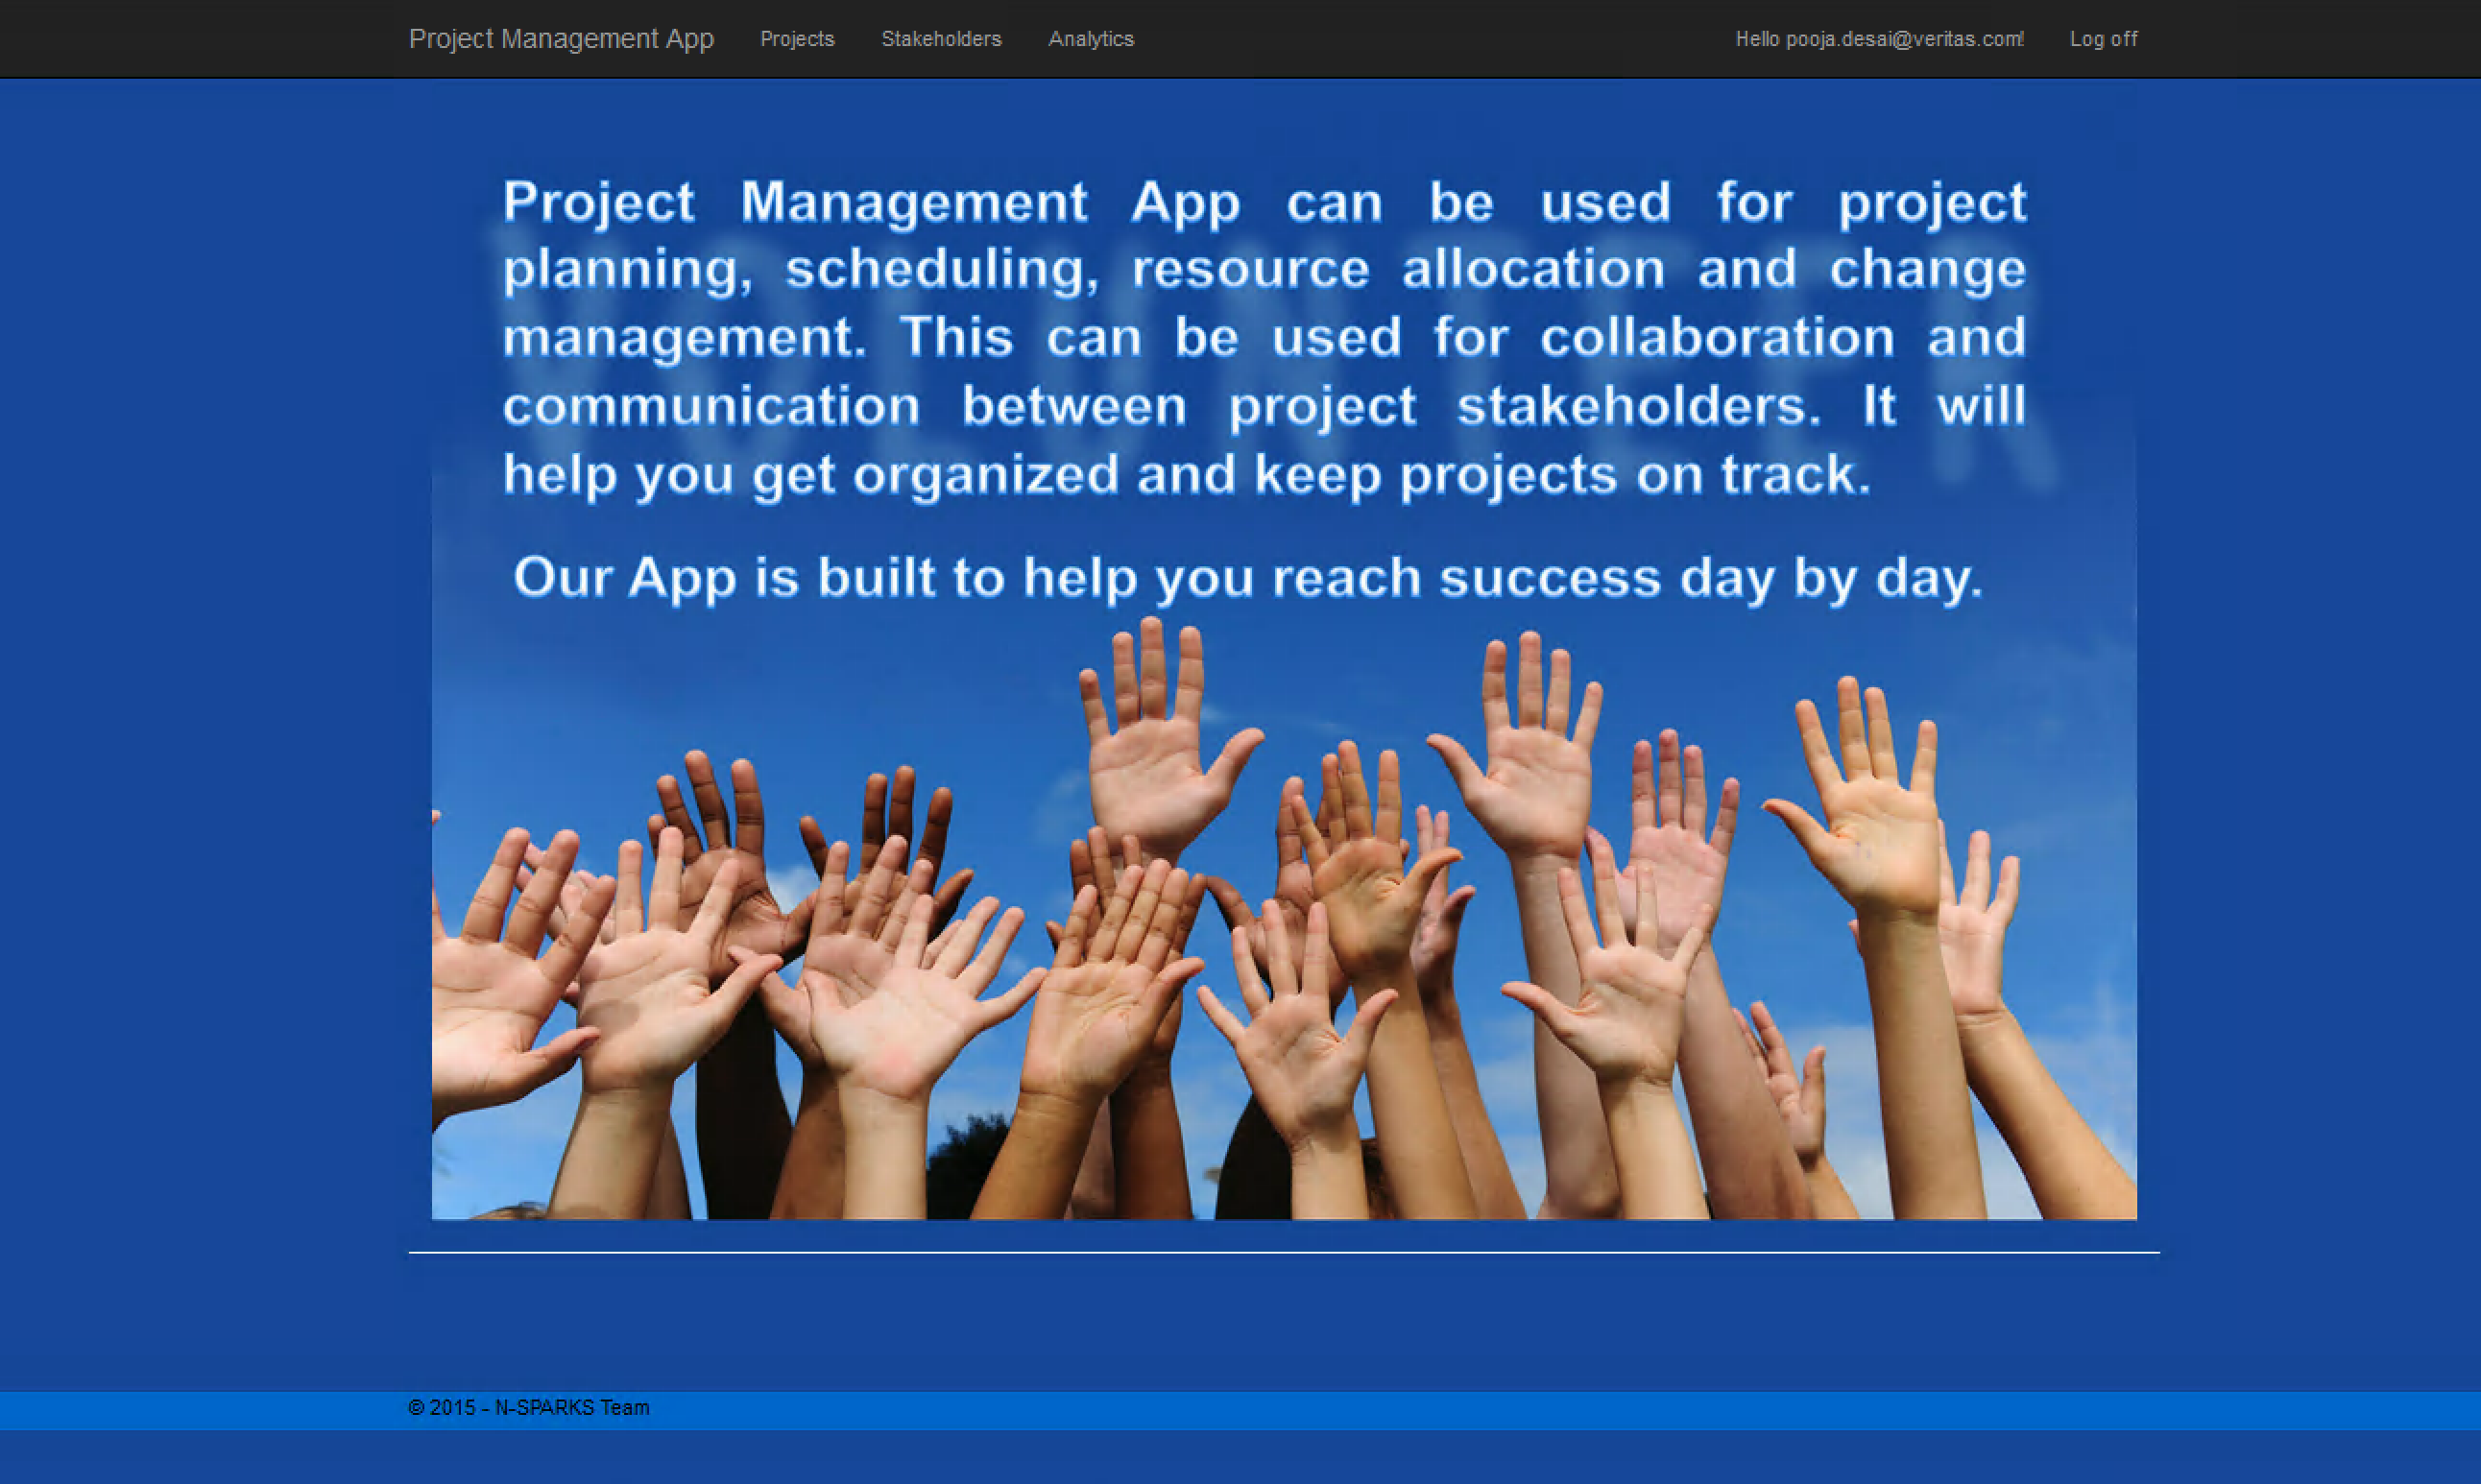 Project Management App Projects Stakeholders Analytics Hello pooja.desai@veritas.com! Log off
Project Management App can be used for project
planning, scheduling, resource allocation and change
management. This can be used for collaboration and
communication between project stakeholders. It will
help you get organized and keep projects on track.
VOLUNTEER
Our App is built to help you reach success day by day.
© 2015 - N-SPARKS Team